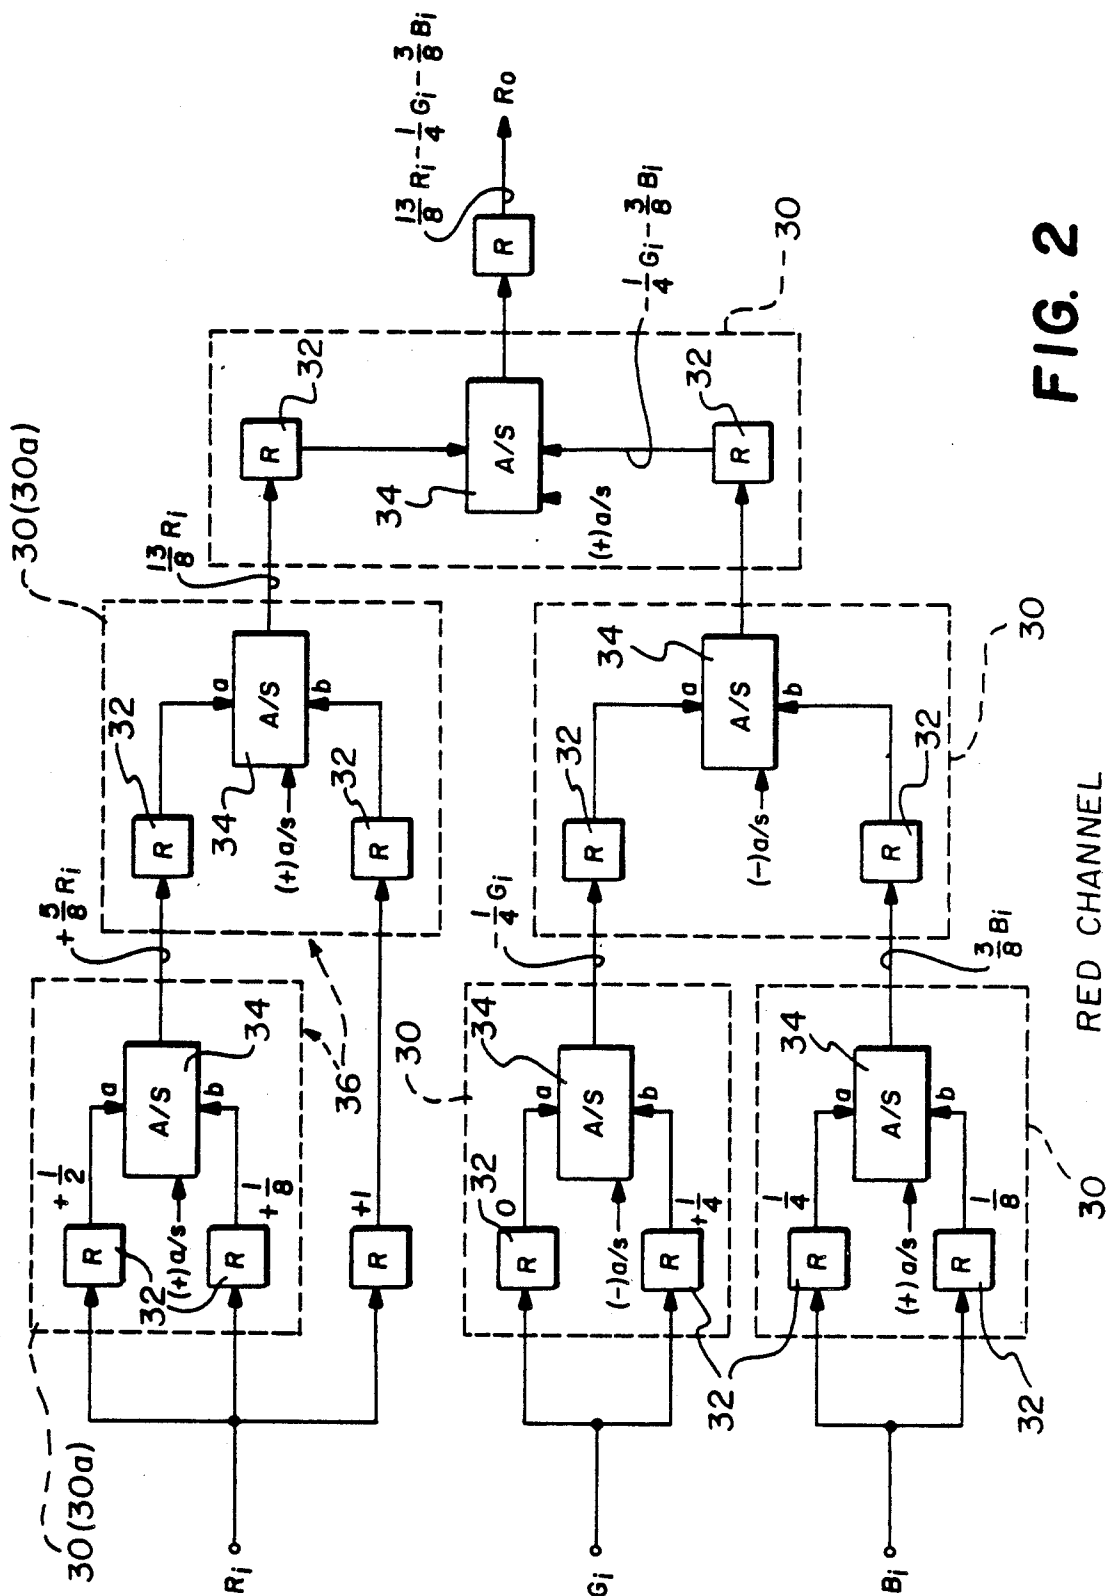 30(30a)
Ri
32
R
+1/2
R
+1/8
(+)a/s
a
b
A/S
34
+5/8 Ri
R
+1
36
30(30a)
32
R
32
R
(+)a/s
a
b
A/S
34
13/8 Ri
Gi
32
0
R
R
+1/4
32
(-)a/s
a
b
A/S
34
30
-1/4 Gi
Bi
R
1/4
R
1/8
32
(+)a/s
a
b
A/S
34
30
3/8 Bi
32
R
32
R
(-)a/s
a
b
A/S
34
30
32
R
32
R
(+)a/s
A/S
34
-1/4 Gi-3/8 Bi
30
R
13/8 Ri-1/4 Gi-3/8 Bi
Ro
RED CHANNEL
FIG. 2